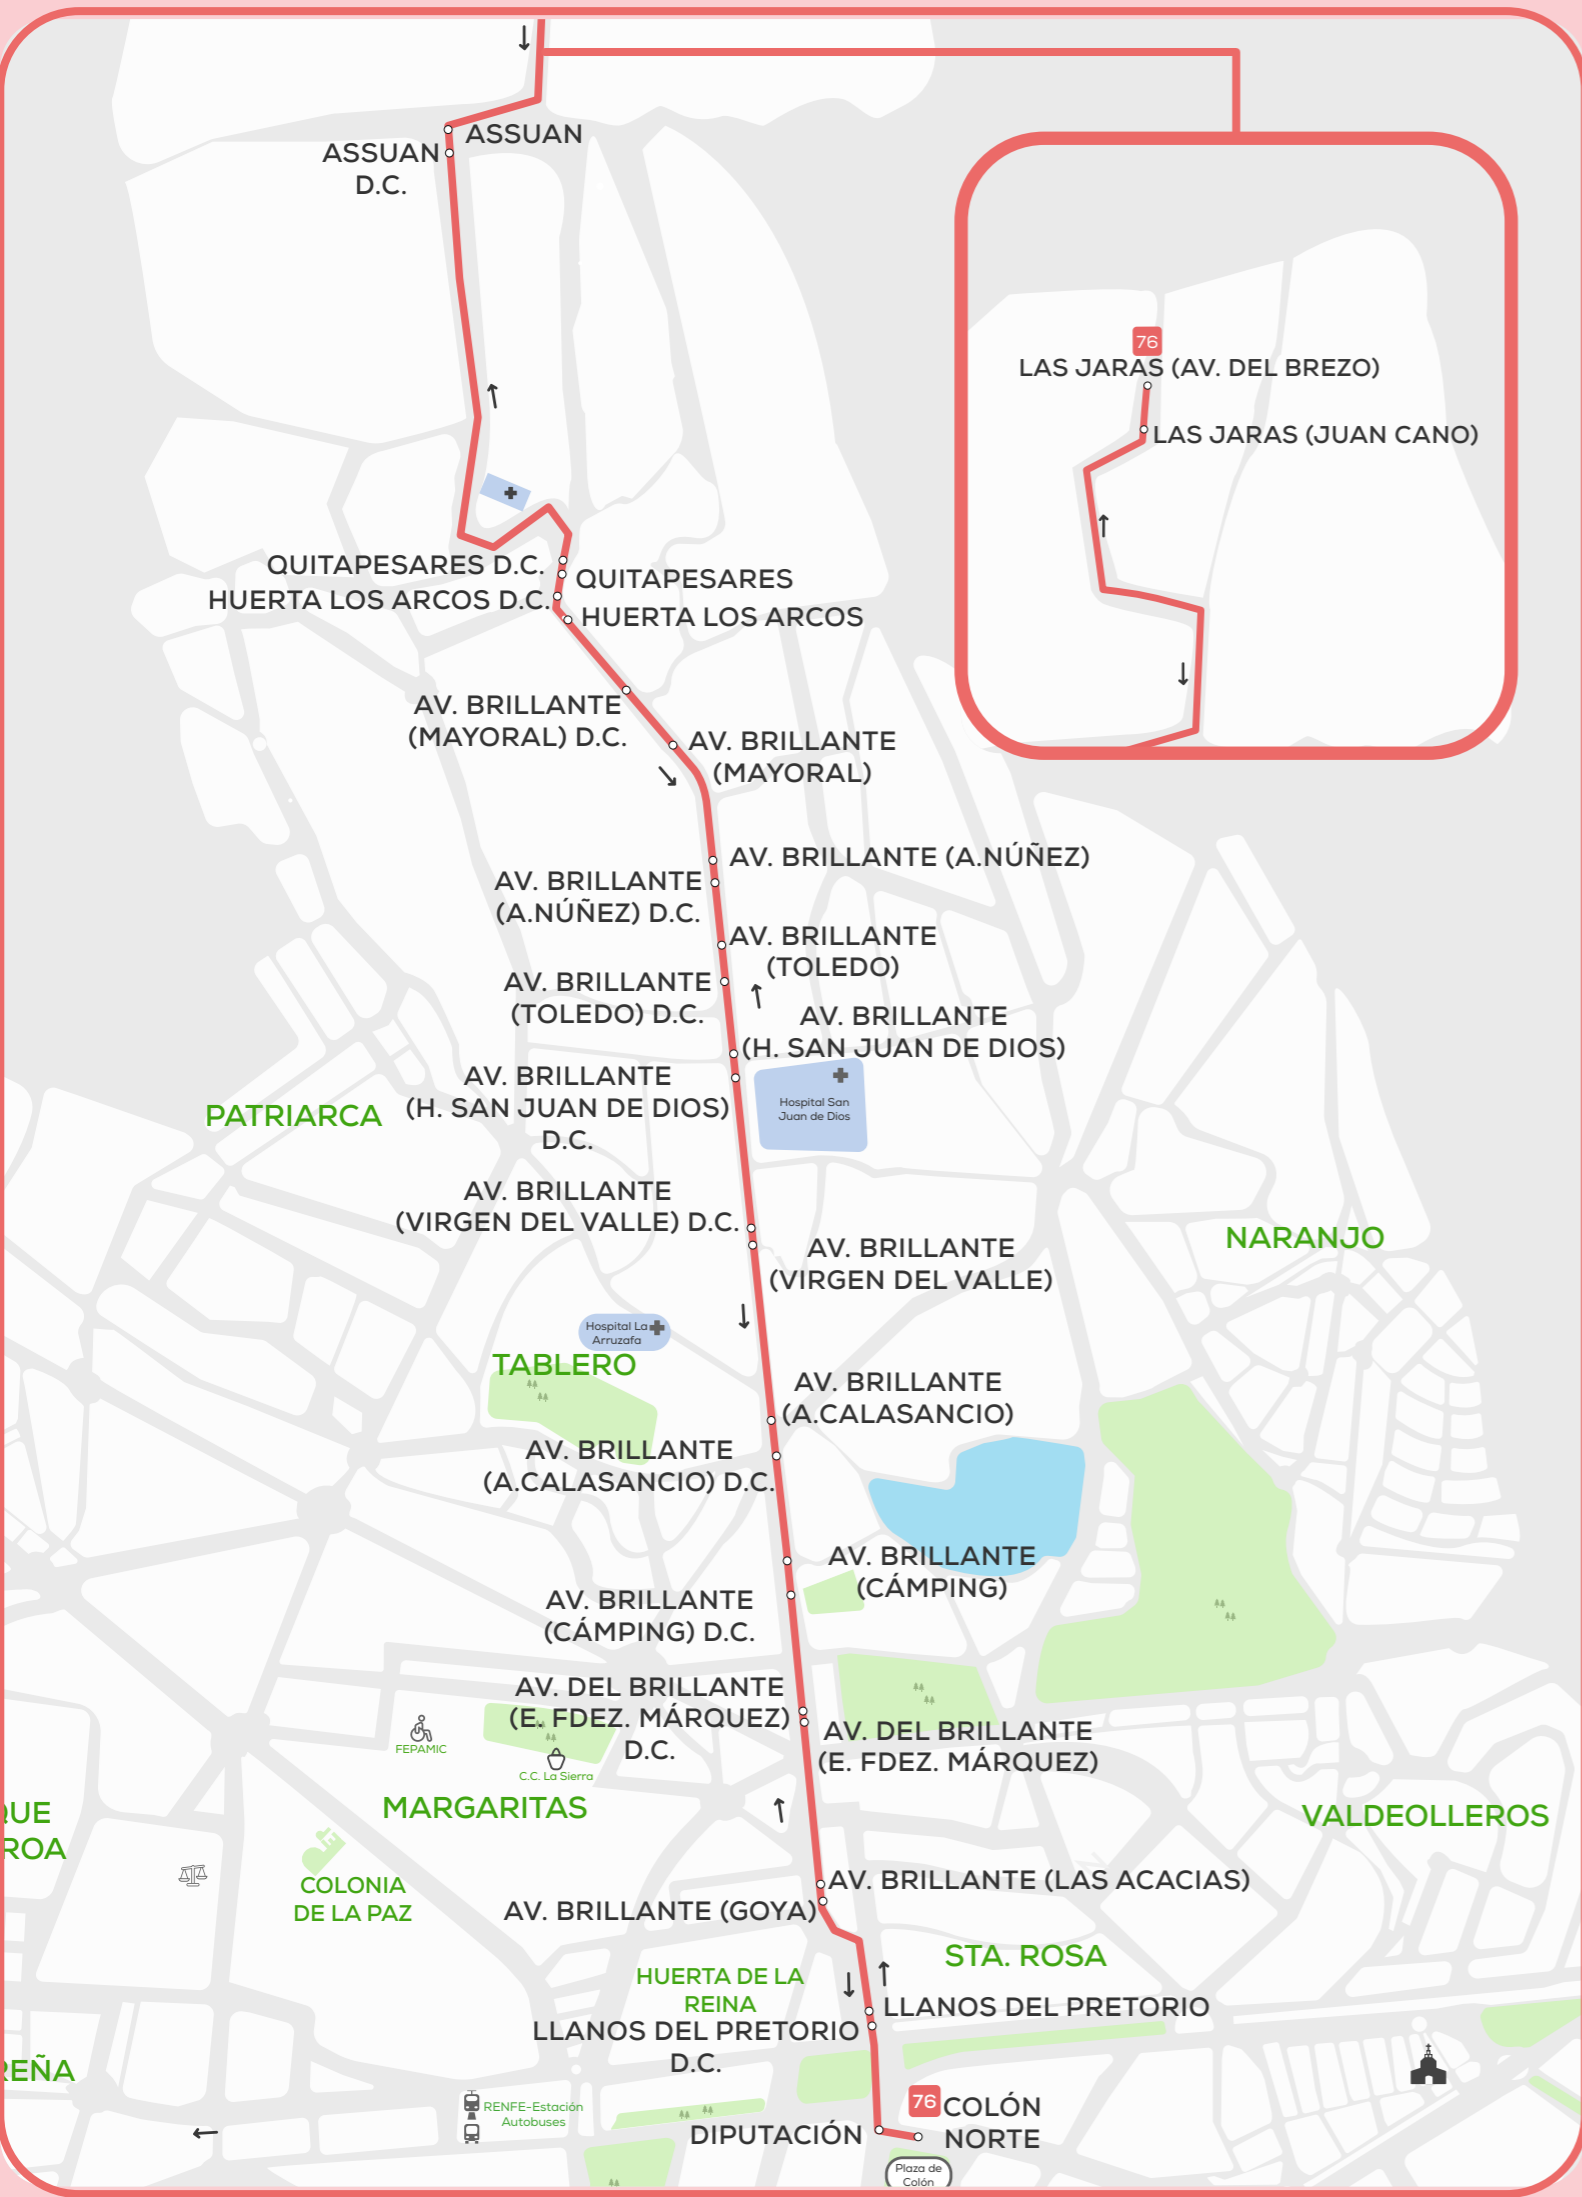 ASSUAN
ASSUAN
D.C.
76
LAS JARAS (AV. DEL BREZO)
LAS JARAS (JUAN CANO)
QUITAPESARES D.C.
QUITAPESARES
HUERTA LOS ARCOS D.C.
HUERTA LOS ARCOS
AV. BRILLANTE
(MAYORAL) D.C.
AV. BRILLANTE
(MAYORAL)
AV. BRILLANTE (A.NÚÑEZ)
AV. BRILLANTE
(A.NÚÑEZ) D.C.
AV. BRILLANTE
(TOLEDO)
AV. BRILLANTE
(TOLEDO) D.C.
AV. BRILLANTE
(H. SAN JUAN DE DIOS)
AV. BRILLANTE
(H. SAN JUAN DE DIOS)
D.C.
Hospital San
Juan de Dios
PATRIARCA
AV. BRILLANTE
(VIRGEN DEL VALLE) D.C.
AV. BRILLANTE
(VIRGEN DEL VALLE)
NARANJO
Hospital La
Arruzafa
TABLERO
AV. BRILLANTE
(A.CALASANCIO)
AV. BRILLANTE
(A.CALASANCIO) D.C.
AV. BRILLANTE
(CÁMPING)
AV. BRILLANTE
(CÁMPING) D.C.
AV. DEL BRILLANTE
(E. FDEZ. MÁRQUEZ)
D.C.
AV. DEL BRILLANTE
(E. FDEZ. MÁRQUEZ)
FEPAMIC
C.C. La Sierra
MARGARITAS
QUE
ROA
VALDEOLLEROS
COLONIA
DE LA PAZ
AV. BRILLANTE (LAS ACACIAS)
AV. BRILLANTE (GOYA)
STA. ROSA
HUERTA DE LA
REINA
LLANOS DEL PRETORIO
LLANOS DEL PRETORIO
D.C.
REÑA
RENFE-Estación
Autobuses
76
COLÓN
NORTE
DIPUTACIÓN
Plaza de
Colón